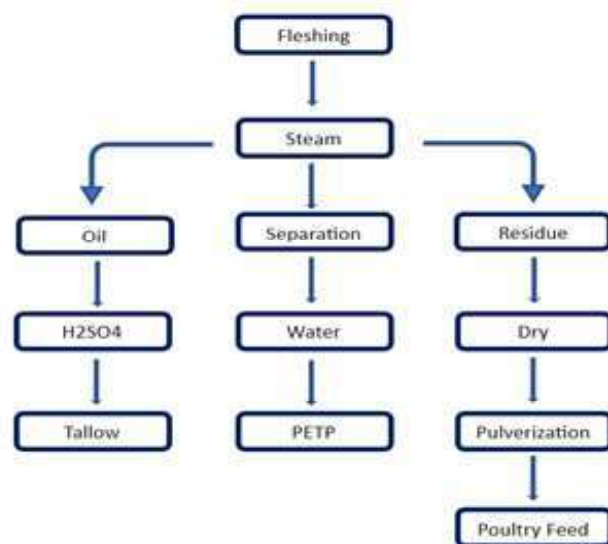 Fleshing
Steam
Oil
Separation
Residue
H2SO4
Water
Dry
Tallow
PETP
Pulverization
Poultry Feed